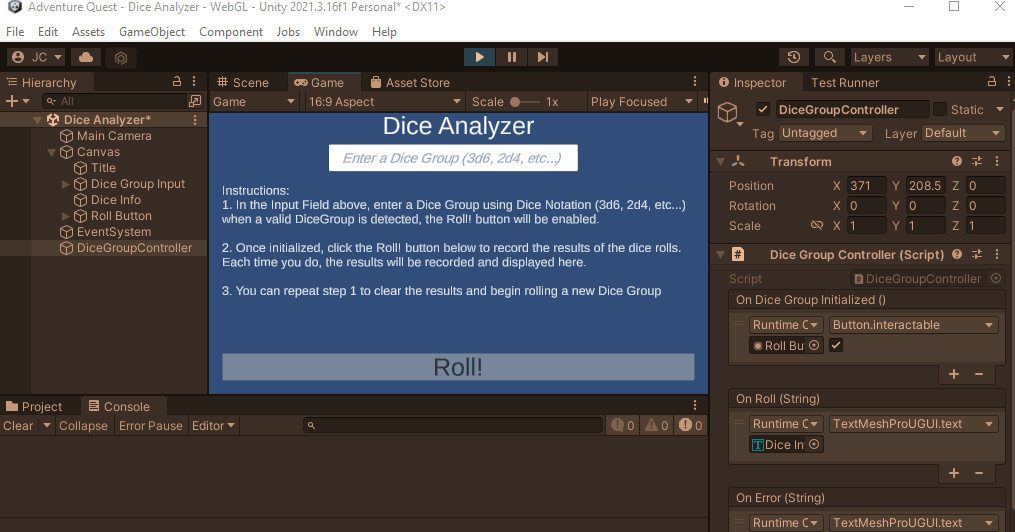 Adventure Quest - Dice Analyzer - WebGL - Unity 2021.3.16f1 Personal* <DX11>
File Edit Assets GameObject Component Jobs Window Help
JC Layers Layout
Hierarchy
All
Dice Analyzer*
Main Camera
Canvas
Title
Dice Group Input
Dice Info
Roll Button
EventSystem
DiceGroupController
Scene Game Asset Store
Game 16:9 Aspect Scale 1x Play Focused
Dice Analyzer
Enter a Dice Group (3d6, 2d4, etc...)
Instructions:
1. In the Input Field above, enter a Dice Group using Dice Notation (3d6, 2d4, etc...)
when a valid DiceGroup is detected, the Roll! button will be enabled.
2. Once initialized, click the Roll! button below to record the results of the dice rolls.
Each time you do, the results will be recorded and displayed here.
3. You can repeat step 1 to clear the results and begin rolling a new Dice Group
Roll!
Project Console
Clear Collapse Error Pause Editor 0 0 0
Inspector Test Runner
DiceGroupController Static
Tag Untagged Layer Default
Transform
Position X 371 Y 208.5 Z 0
Rotation X 0 Y 0 Z 0
Scale X 1 Y 1 Z 1
Dice Group Controller (Script)
Script DiceGroupController
On Dice Group Initialized ()
Runtime C Button.interactable
Roll Bu
On Roll (String)
Runtime C TextMeshProUGUI.text
Dice In
On Error (String)
Runtime C TextMeshProUGUI.text